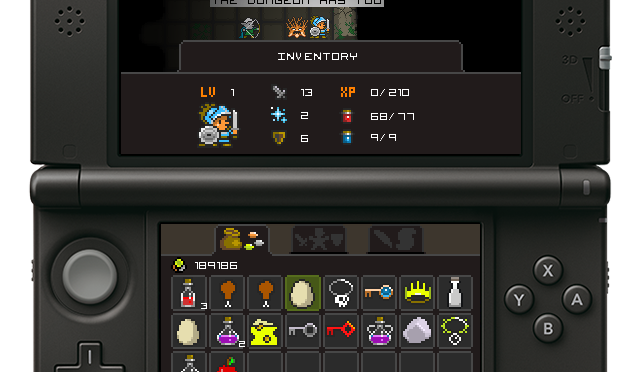 THE DUNGEON HAS TOO
INVENTORY
LV 1 13 XP 0/210
2 68/77
6 9/9
3D
OFF
189186
3
2
X
Y A
B